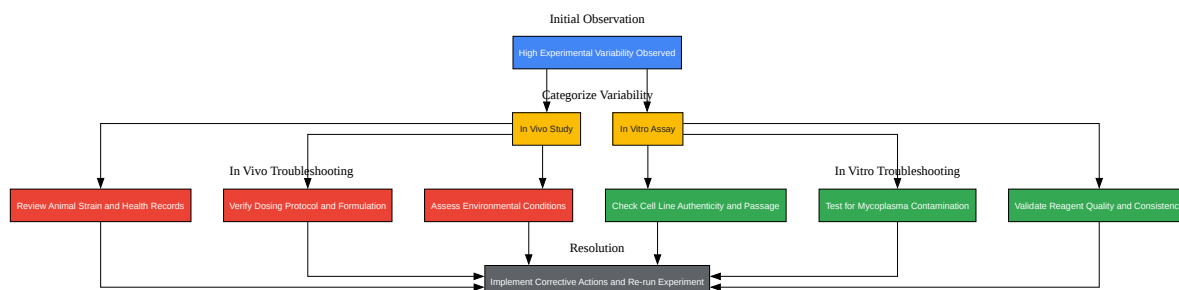 Initial Observation
High Experimental Variability Observed
Categorize Variability
In Vivo Study
In Vitro Assay
In Vivo Troubleshooting
In Vitro Troubleshooting
Review Animal Strain and Health Records
Verify Dosing Protocol and Formulation
Assess Environmental Conditions
Check Cell Line Authenticity and Passage
Test for Mycoplasma Contamination
Validate Reagent Quality and Consistenc
Resolution
Implement Corrective Actions and Re-run Experiment